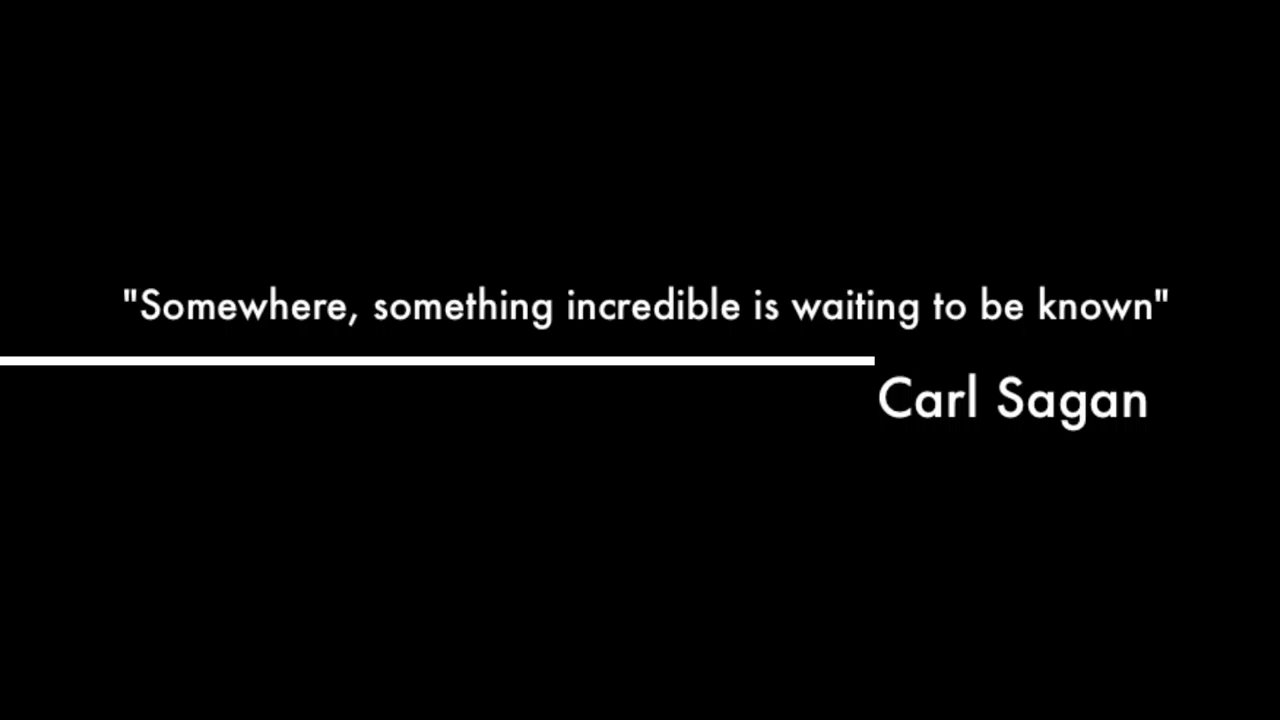 "Somewhere, something incredible is waiting to be known"
Carl Sagan